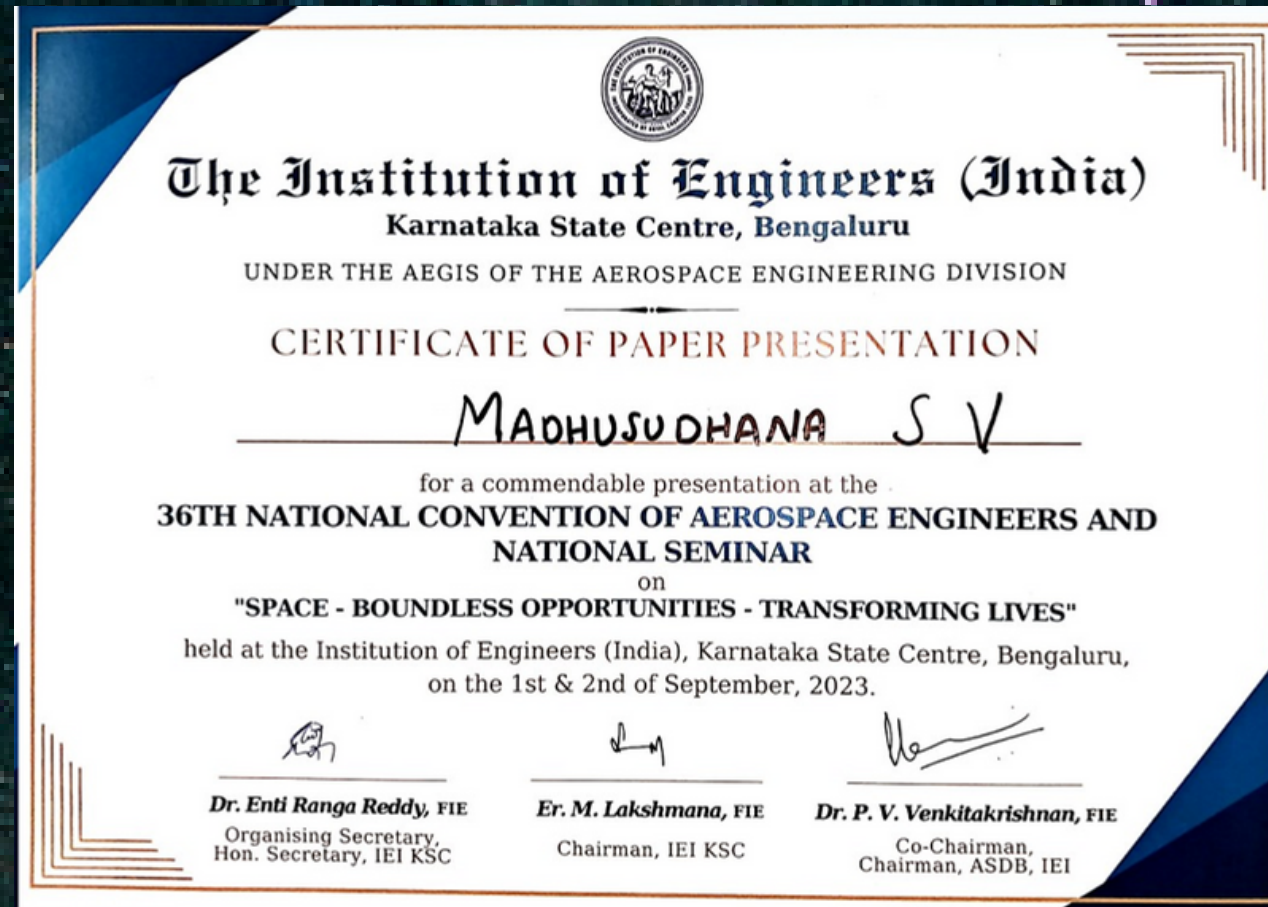 The Institution of Engineers (India)
Karnataka State Centre, Bengaluru
UNDER THE AEGIS OF THE AEROSPACE ENGINEERING DIVISION
CERTIFICATE OF PAPER PRESENTATION
MADHUSUDHANA S V
for a commendable presentation at the
36TH NATIONAL CONVENTION OF AEROSPACE ENGINEERS AND
NATIONAL SEMINAR
on
"SPACE - BOUNDLESS OPPORTUNITIES - TRANSFORMING LIVES"
held at the Institution of Engineers (India), Karnataka State Centre, Bengaluru,
on the 1st & 2nd of September, 2023.
Dr. Enti Ranga Reddy, FIE
Organising Secretary,
Hon. Secretary, IEI KSC
Er. M. Lakshmana, FIE
Chairman, IEI KSC
Dr. P. V. Venkitakrishnan, FIE
Co-Chairman,
Chairman, ASDB, IEI